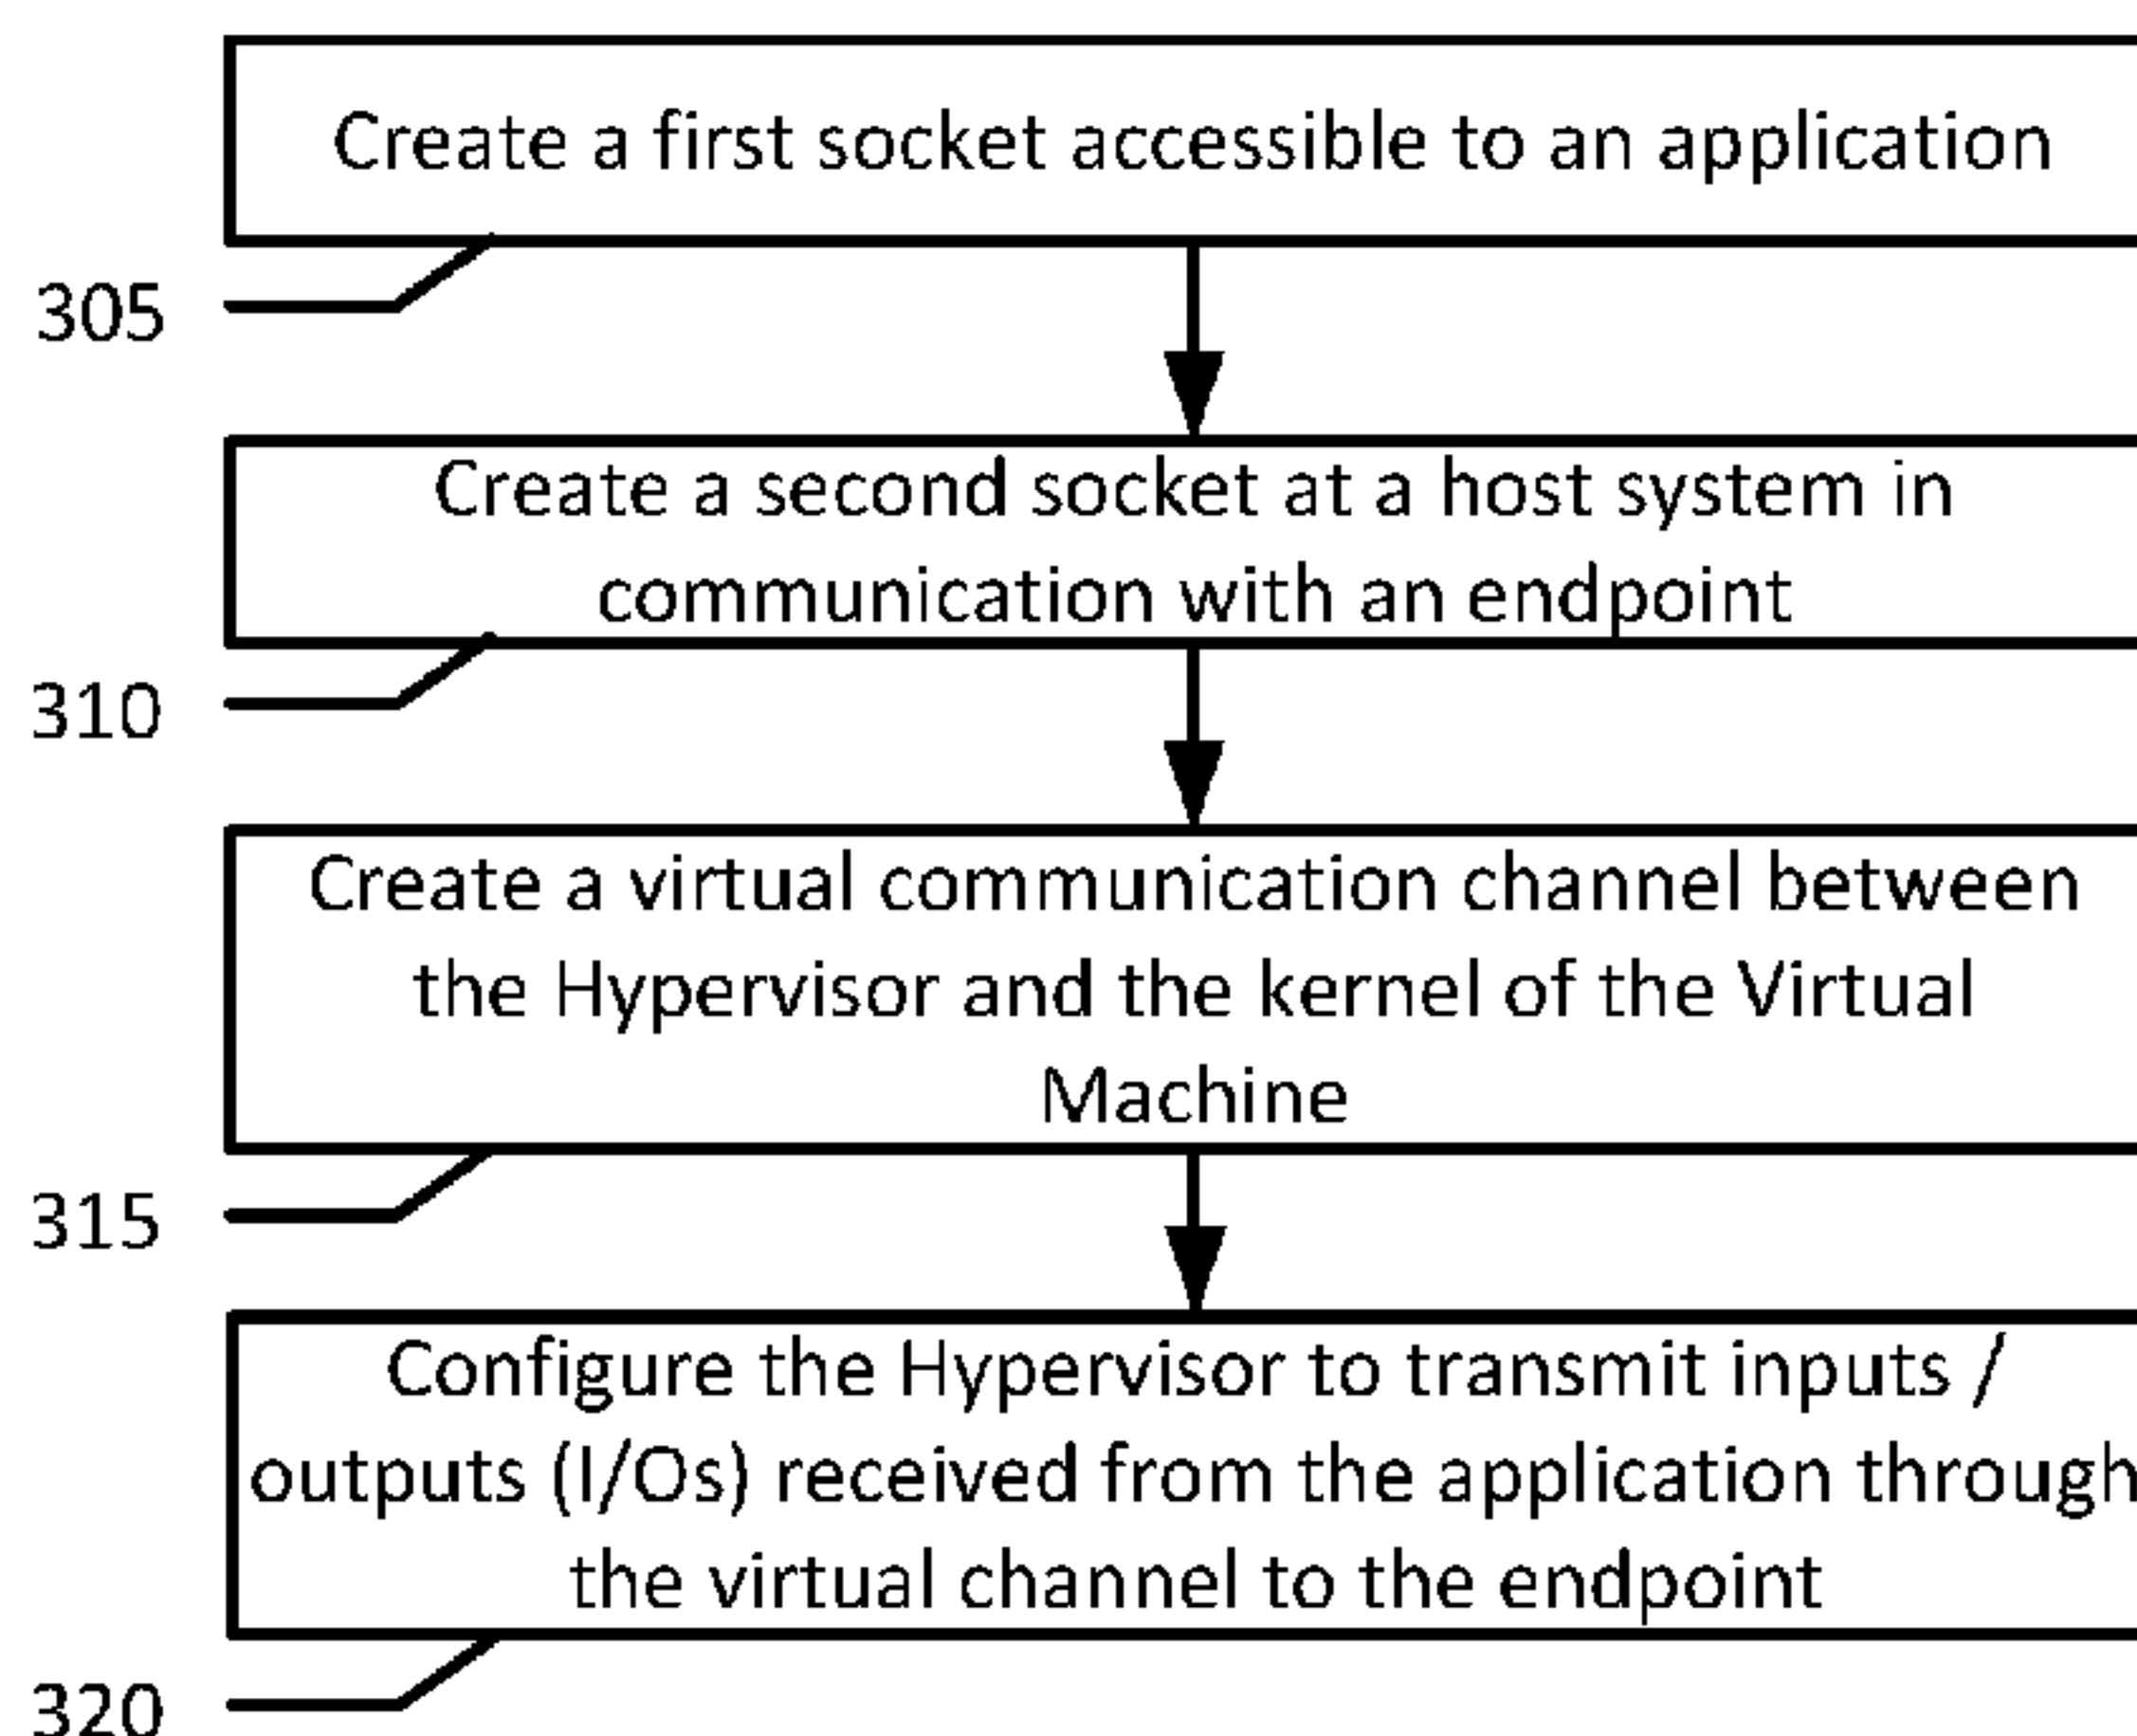 Create a first socket accessible to an application
305
Create a second socket at a host system in
communication with an endpoint
310
Create a virtual communication channel between
the Hypervisor and the kernel of the Virtual
Machine
315
Configure the Hypervisor to transmit inputs /
outputs (I/Os) received from the application through
the virtual channel to the endpoint
320